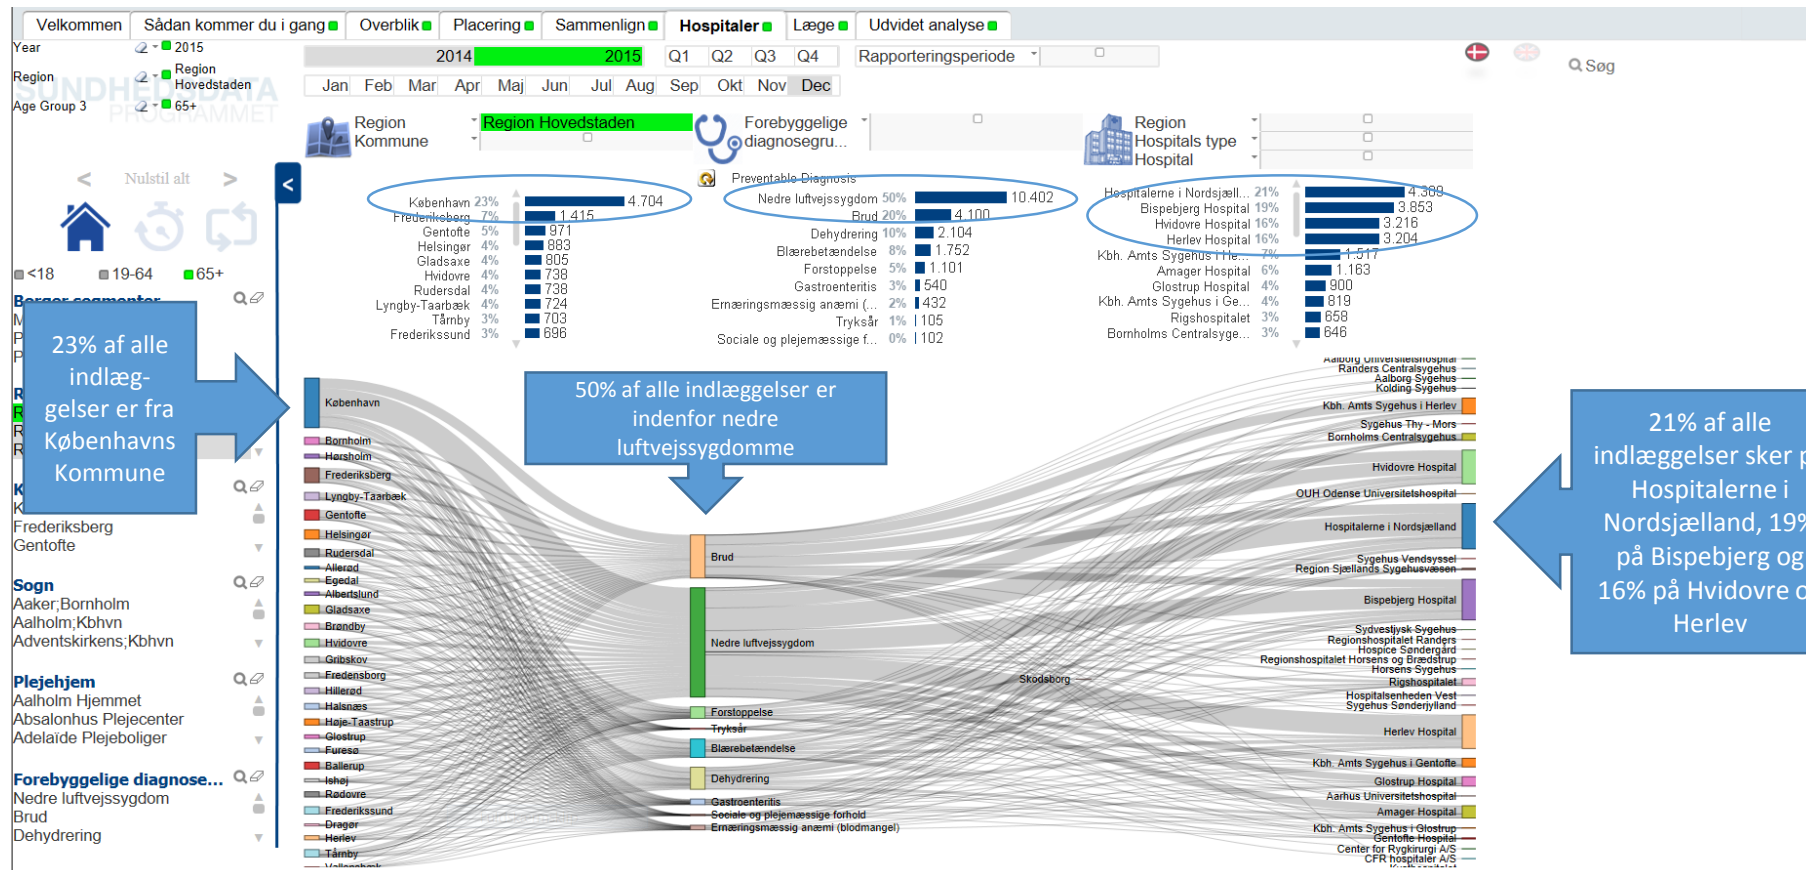 Velkommen Sådan kommer du i gang Overblik Placering Sammenlign Hospitaler Læge Udvidet analyse
Year 2015
Region Region Hovedstaden
Age Group 3 65+
SUNDHEDSDATA
PROGRAMMET
2014 2015 Q1 Q2 Q3 Q4 Rapporteringsperiode
Jan Feb Mar Apr Maj Jun Jul Aug Sep Okt Nov Dec
Søg
Region Region Hovedstaden
Kommune
Forebyggelige
diagnosegru...
Region
Hospitals type
Hospital
< Nulstil alt >
<
<18 19-64 65+
København 23% 4.704
Frederiksberg 7% 1.415
Gentofte 5% 971
Helsingør 4% 883
Gladsaxe 4% 805
Hvidovre 4% 738
Rudersdal 4% 738
Lyngby-Taarbæk 4% 724
Tårnby 3% 703
Frederikssund 3% 696
Preventable Diagnosis
Nedre luftvejssygdom 50% 10.402
Brud 20% 4.100
Dehydrering 10% 2.104
Blærebetændelse 8% 1.752
Forstoppelse 5% 1.101
Gastroenteritis 3% 540
Ernæringsmæssig anæmi (... 2% 432
Tryksår 1% 105
Sociale og plejemæssige f... 0% 102
Hospitalerne i Nordsjæll... 21% 4.389
Bispebjerg Hospital 19% 3.853
Hvidovre Hospital 16% 3.216
Herlev Hospital 16% 3.204
Kbh. Amts Sygehus i He... 7% 1.517
Amager Hospital 6% 1.163
Glostrup Hospital 4% 900
Kbh. Amts Sygehus i Ge... 4% 819
Rigshospitalet 3% 658
Bornholms Centralsyge... 3% 646
Borger segmenter
23% af alle
indlæg-
gelser er fra
Københavns
Kommune
Frederiksberg
Gentofte
Sogn
Aaker;Bornholm
Aalholm;Kbhvn
Adventskirkens;Kbhvn
Plejehjem
Aalholm Hjemmet
Absalonhus Plejecenter
Adelaïde Plejeboliger
Forebyggelige diagnose...
Nedre luftvejssygdom
Brud
Dehydrering
50% af alle indlæggelser er
indenfor nedre
luftvejssygdomme
21% af alle
indlæggelser sker p
Hospitalerne i
Nordsjælland, 19%
på Bispebjerg og
16% på Hvidovre o
Herlev
København
Bornholm
Hørsholm
Frederiksberg
Lyngby-Taarbæk
Gentofte
Helsingør
Rudersdal
Allerød
Egedal
Albertslund
Gladsaxe
Brøndby
Hvidovre
Gribskov
Fredensborg
Hillerød
Halsnæs
Høje-Taastrup
Glostrup
Furesø
Ballerup
Ishøj
Rødovre
Frederikssund
Dragør
Herlev
Tårnby
Vallensbæk
Brud
Nedre luftvejssygdom
Forstoppelse
Tryksår
Blærebetændelse
Dehydrering
Gastroenteritis
Sociale og plejemæssige forhold
Ernæringsmæssig anæmi (blodmangel)
Skodsborg
Aalborg Universitetshospital
Randers Centralsygehus
Aalborg Sygehus
Kolding Sygehus
Kbh. Amts Sygehus i Herlev
Sygehus Thy - Mors
Bornholms Centralsygehus
Hvidovre Hospital
OUH Odense Universitetshospital
Hospitalerne i Nordsjælland
Sygehus Vendsyssel
Region Sjællands Sygehusvæsen
Bispebjerg Hospital
Sydvestjysk Sygehus
Regionshospitalet Randers
Hospice Søndergård
Regionshospitalet Horsens og Brædstrup
Horsens Sygehus
Rigshospitalet
Hospitalsenheden Vest
Sygehus Sønderjylland
Herlev Hospital
Kbh. Amts Sygehus i Gentofte
Glostrup Hospital
Aarhus Universitetshospital
Amager Hospital
Kbh. Amts Sygehus i Glostrup
Gentofte Hospital
Center for Rygkirurgi A/S
CFR hospitaler A/S